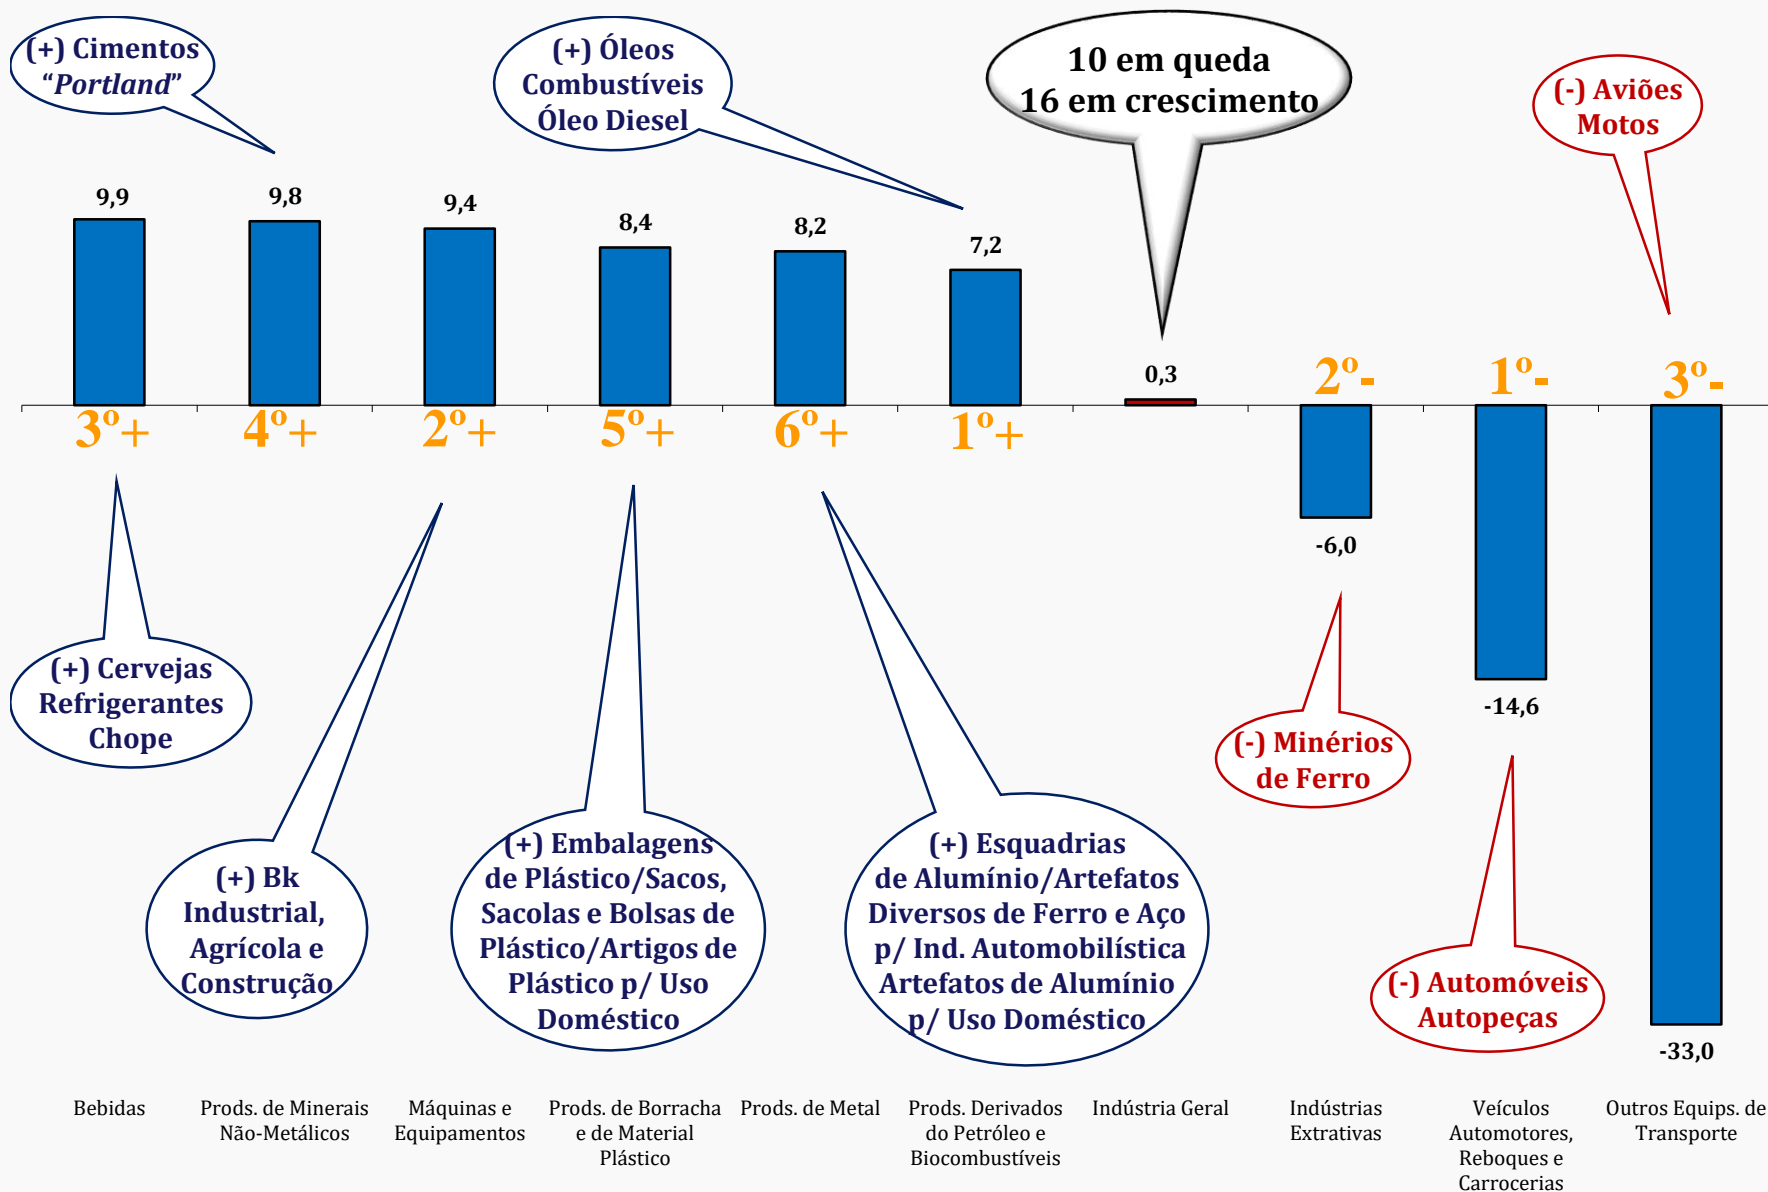 (+) Cimentos
“Portland”
(+) Óleos
Combustíveis
Óleo Diesel
10 em queda
16 em crescimento
(-) Aviões
Motos
9,9
9,8
9,4
8,4
8,2
7,2
0,3
2º-
1º-
3º-
3º+
4º+
2º+
5º+
6º+
1º+
-6,0
-14,6
-33,0
(+) Cervejas
Refrigerantes
Chope
(+) Bk
Industrial,
Agrícola e
Construção
(+) Embalagens
de Plástico/Sacos,
Sacolas e Bolsas de
Plástico/Artigos de
Plástico p/ Uso
Doméstico
(+) Esquadrias
de Alumínio/Artefatos
Diversos de Ferro e Aço
p/ Ind. Automobilística
Artefatos de Alumínio
p/ Uso Doméstico
(-) Minérios
de Ferro
(-) Automóveis
Autopeças
Bebidas
Prods. de Minerais
Não-Metálicos
Máquinas e
Equipamentos
Prods. de Borracha
e de Material
Plástico
Prods. de Metal
Prods. Derivados
do Petróleo e
Biocombustíveis
Indústria Geral
Indústrias
Extrativas
Veículos
Automotores,
Reboques e
Carrocerias
Outros Equips. de
Transporte